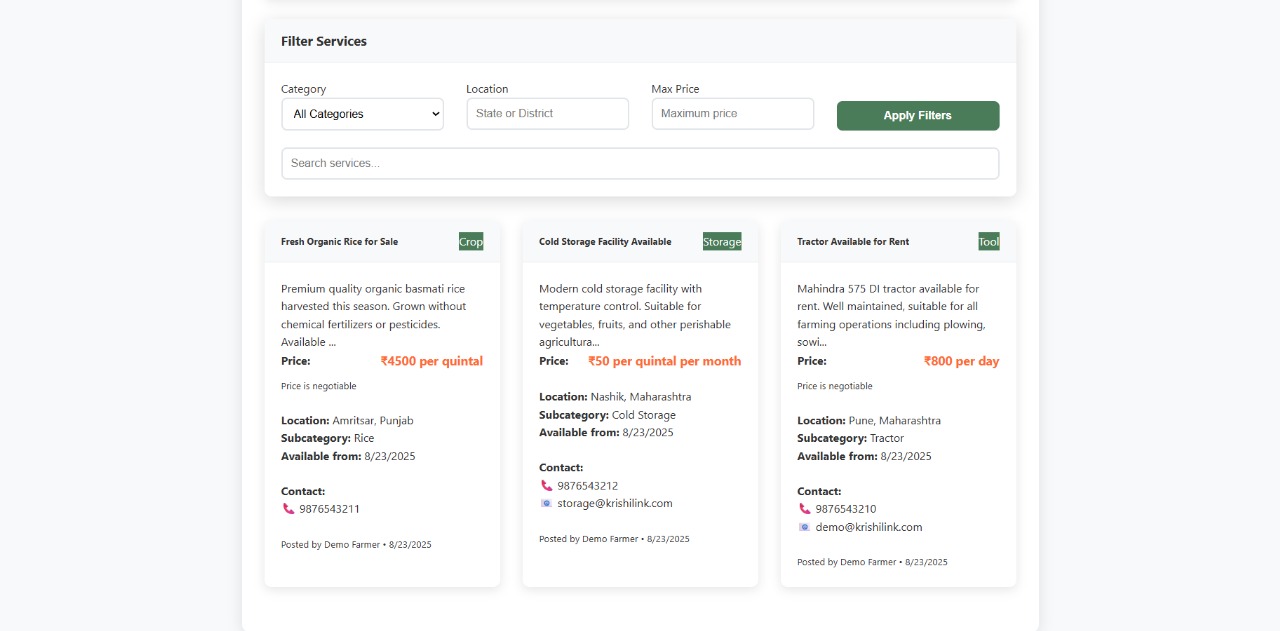 Filter Services
Category
Location
Max Price
All Categories
State or District
Maximum price
Apply Filters
Search services...
Fresh Organic Rice for Sale
Crop
Premium quality organic basmati rice
harvested this season. Grown without
chemical fertilizers or pesticides.
Available ...
Price: ₹4500 per quintal
Price is negotiable
Location: Amritsar, Punjab
Subcategory: Rice
Available from: 8/23/2025
Contact:
9876543211
Posted by Demo Farmer • 8/23/2025
Cold Storage Facility Available
Storage
Modern cold storage facility with
temperature control. Suitable for
vegetables, fruits, and other perishable
agricultura...
Price: ₹50 per quintal per month
Location: Nashik, Maharashtra
Subcategory: Cold Storage
Available from: 8/23/2025
Contact:
9876543212
storage@krishilink.com
Posted by Demo Farmer • 8/23/2025
Tractor Available for Rent
Tool
Mahindra 575 DI tractor available for
rent. Well maintained, suitable for all
farming operations including plowing,
sowi...
Price: ₹800 per day
Price is negotiable
Location: Pune, Maharashtra
Subcategory: Tractor
Available from: 8/23/2025
Contact:
9876543210
demo@krishilink.com
Posted by Demo Farmer • 8/23/2025